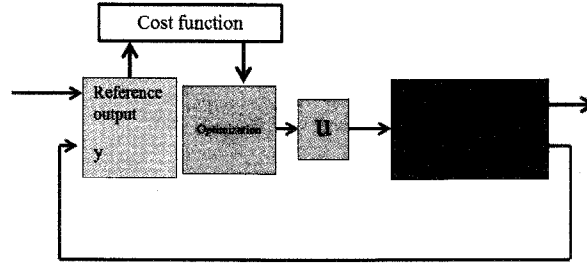 Cost function
Reference
output
y
Optimization
u